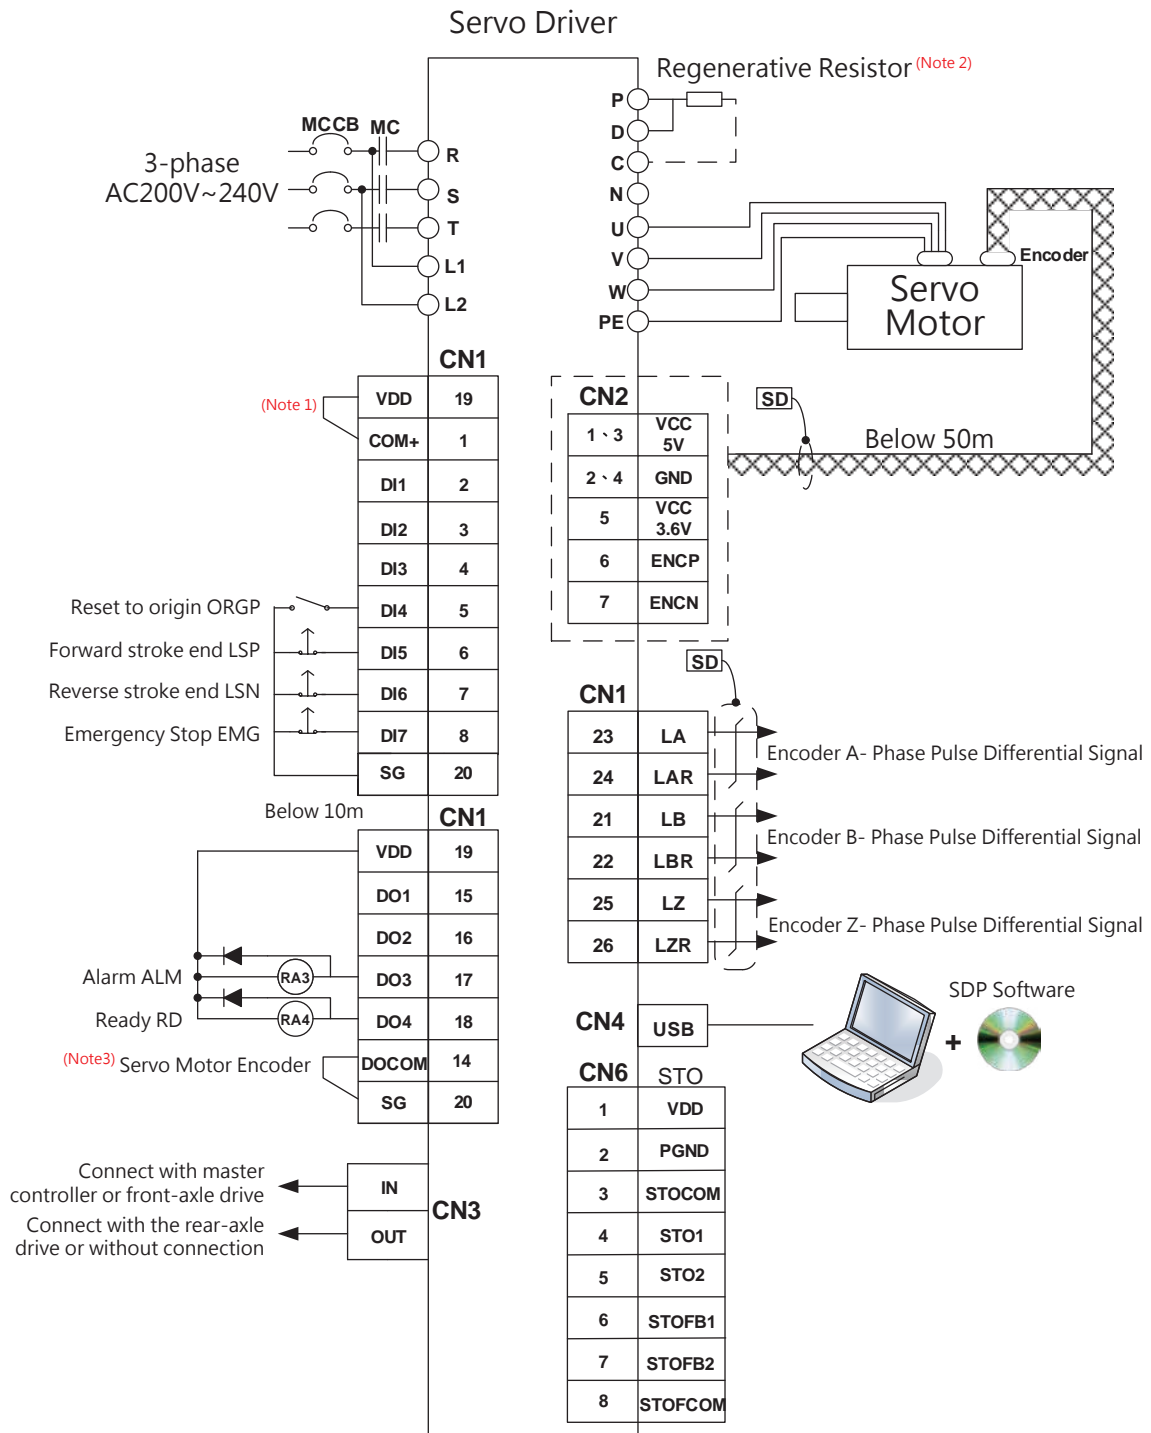 Servo Driver
Regenerative Resistor (Note 2)
MCCB MC
3-phase
AC200V~240V
R
S
T
L1
L2
P
D
C
N
U
V
W
PE
Encoder
Servo
Motor
CN1
(Note 1)
VDD 19
COM+ 1
DI1 2
DI2 3
DI3 4
Reset to origin ORGP DI4 5
Forward stroke end LSP DI5 6
Reverse stroke end LSN DI6 7
Emergency Stop EMG DI7 8
SG 20
Below 10m
CN1
VDD 19
DO1 15
DO2 16
Alarm ALM RA3 DO3 17
Ready RD RA4 DO4 18
(Note3) Servo Motor Encoder DOCOM 14
SG 20
Connect with master
controller or front-axle drive
IN
Connect with the rear-axle
drive or without connection
OUT
CN3
CN2
1、3 VCC 5V
2、4 GND
5 VCC 3.6V
6 ENCP
7 ENCN
SD
Below 50m
SD
CN1
23 LA
24 LAR
Encoder A- Phase Pulse Differential Signal
21 LB
22 LBR
Encoder B- Phase Pulse Differential Signal
25 LZ
26 LZR
Encoder Z- Phase Pulse Differential Signal
CN4 USB
SDP Software
+
CN6 STO
1 VDD
2 PGND
3 STOCOM
4 STO1
5 STO2
6 STOFB1
7 STOFB2
8 STOFCOM